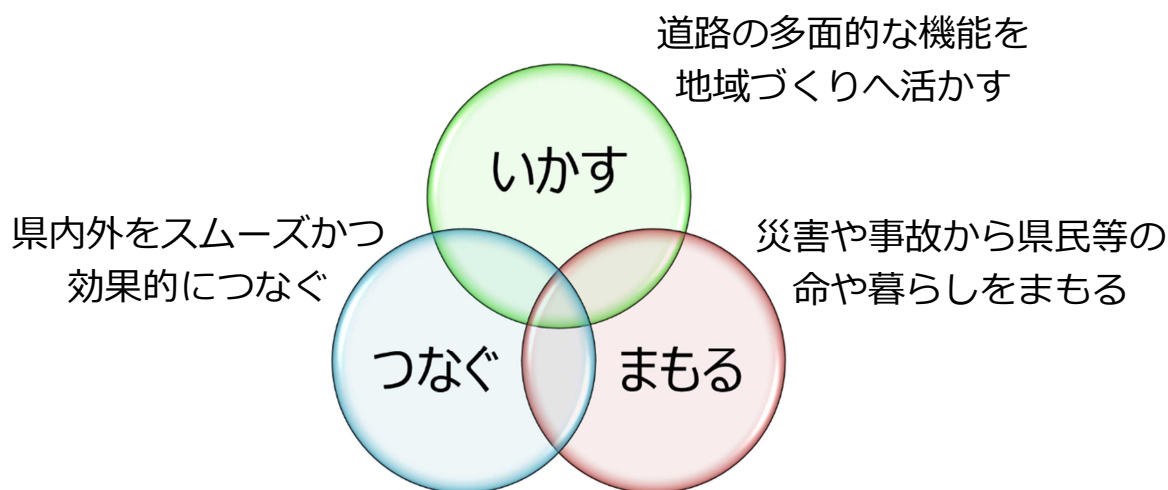 道路の多面的な機能を
地域づくりへ活かす
いかす
県内外をスムーズかつ
効果的につなぐ
災害や事故から県民等の
命や暮らしをまもる
つなぐ
まもる